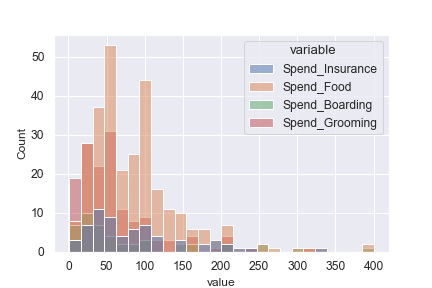 variable
Spend_Insurance
Spend_Food
Spend_Boarding
Spend_Grooming
Count
50
40
30
20
10
0
0 50 100 150 200 250 300 350 400
value